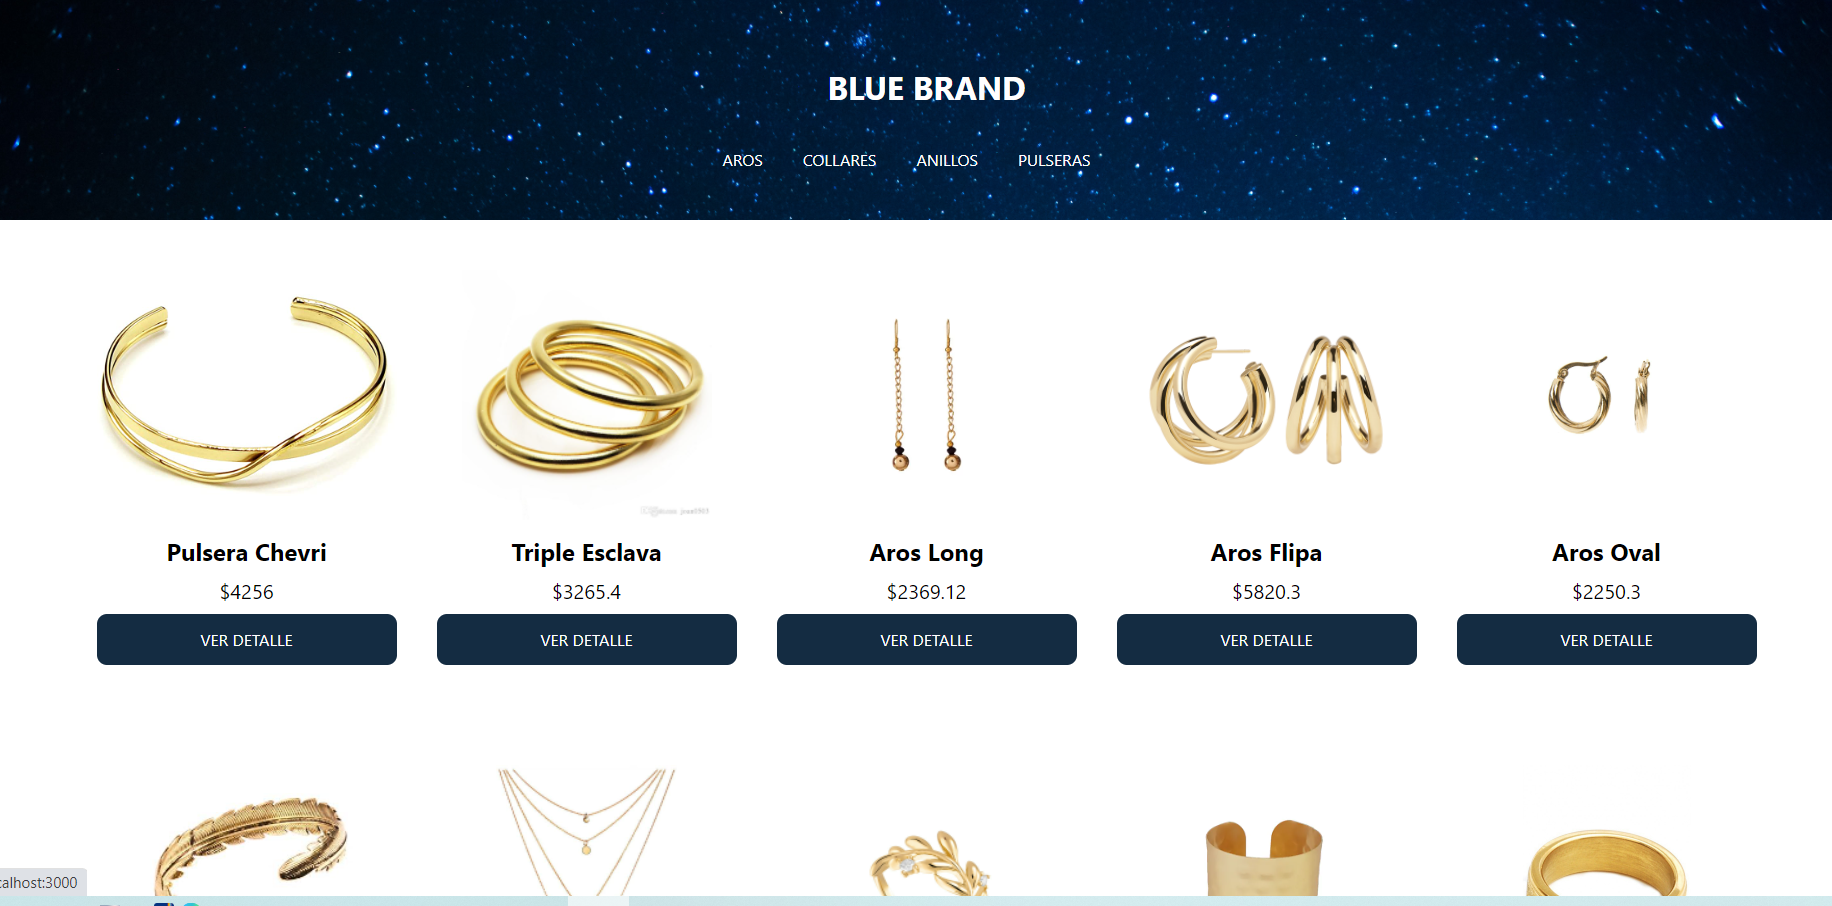 BLUE BRAND
AROS COLLARES ANILLOS PULSERAS
Pulsera Chevri
$4256
VER DETALLE
Triple Esclava
$3265.4
VER DETALLE
Aros Long
$2369.12
VER DETALLE
Aros Flipa
$5820.3
VER DETALLE
Aros Oval
$2250.3
VER DETALLE
alhost:3000